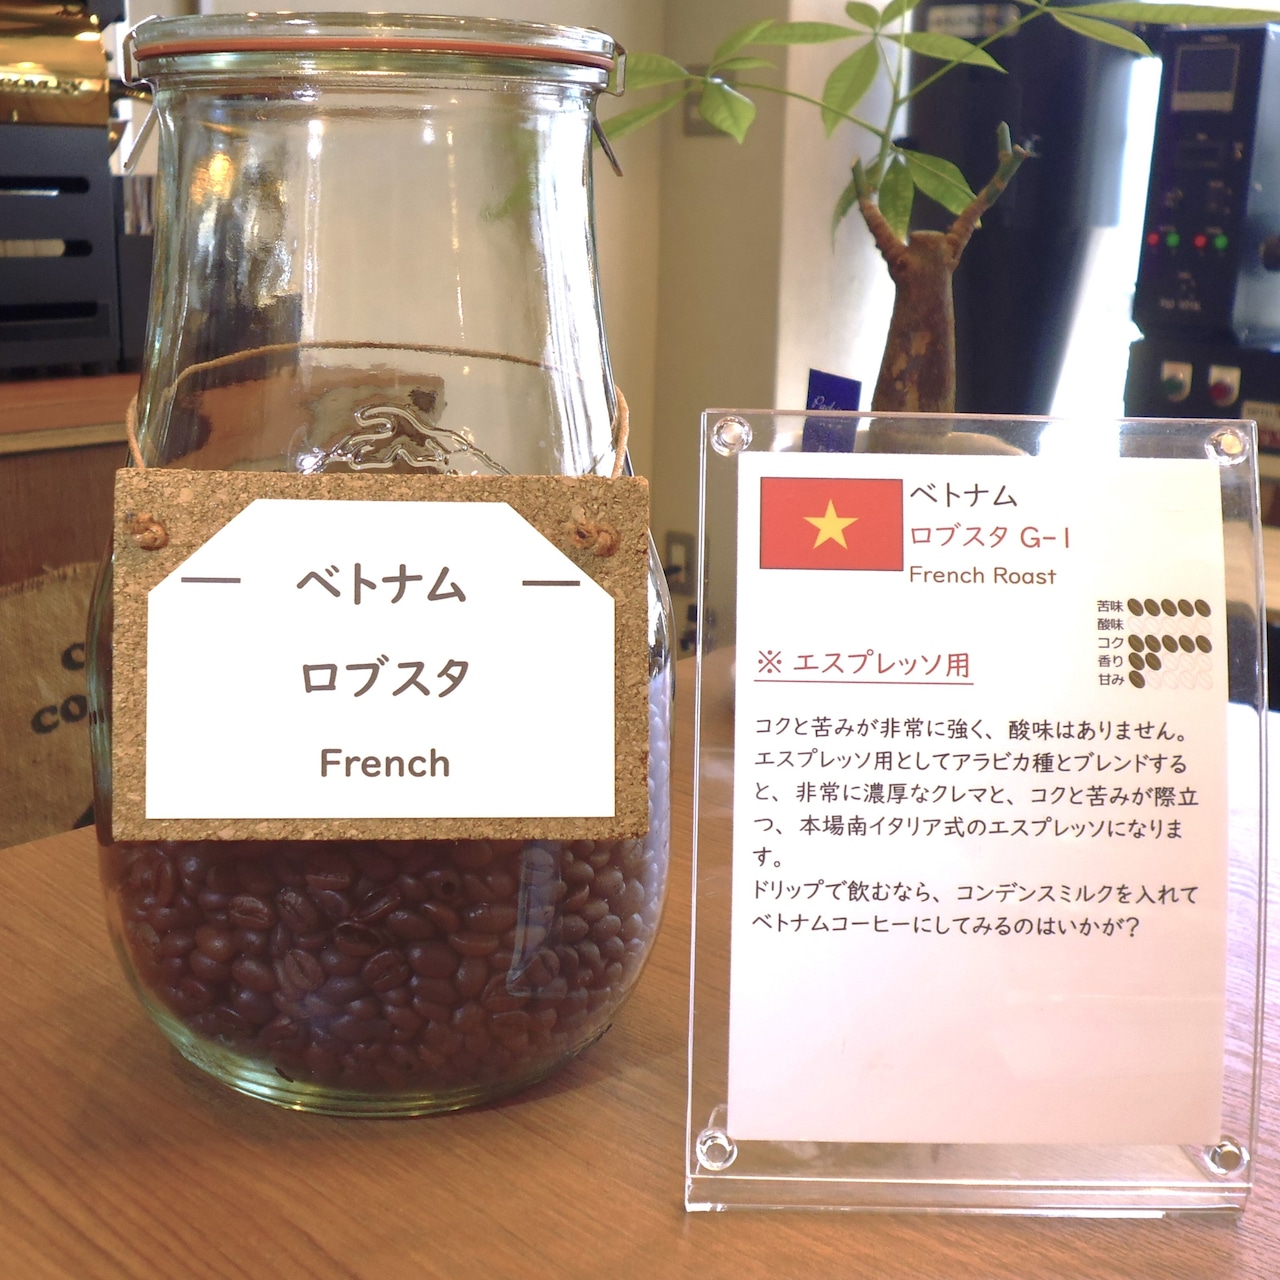 ベトナム
ロブスタ
French
ベトナム
ロブスタ G-1
French Roast
苦味
酸味
コク
香り
甘み
※ エスプレッソ用
コクと苦みが非常に強く、酸味はありません。
エスプレッソ用としてアラビカ種とブレンドする
と、非常に濃厚なクレマと、コクと苦みが際立
つ、本場南イタリア式のエスプレッソになりま
す。
ドリップで飲むなら、コンデンスミルクを入れて
ベトナムコーヒーにしてみるのはいかが?